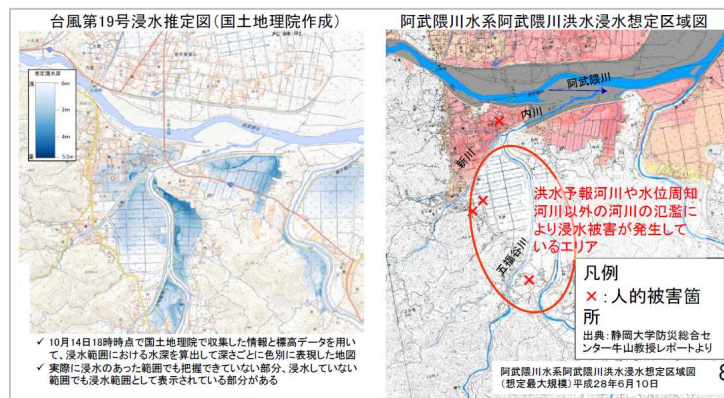 台風第19号浸水推定図(国土地理院作成)
推定浸水深
浅
0m
2m
4m
5.5m
深
✓ 10月14日18時時点で国土地理院で収集した情報と標高データを用い
て、浸水範囲における水深を算出して深さごとに色別に表現した地図
✓ 実際に浸水のあった範囲でも把握できていない部分、浸水していない
範囲でも浸水範囲として表示されている部分がある
阿武隈川水系阿武隈川洪水浸水想定区域図
阿武隈川
内川
新川
五福谷川
洪水予報河川や水位周知
河川以外の河川の氾濫に
より浸水被害が発生して
いるエリア
凡例
×:人的被害箇
所
出典:静岡大学防災総合セ
ンター牛山教授レポートより
阿武隈川水系阿武隈川洪水浸水想定区域図
(想定最大規模)平成28年6月10日
8